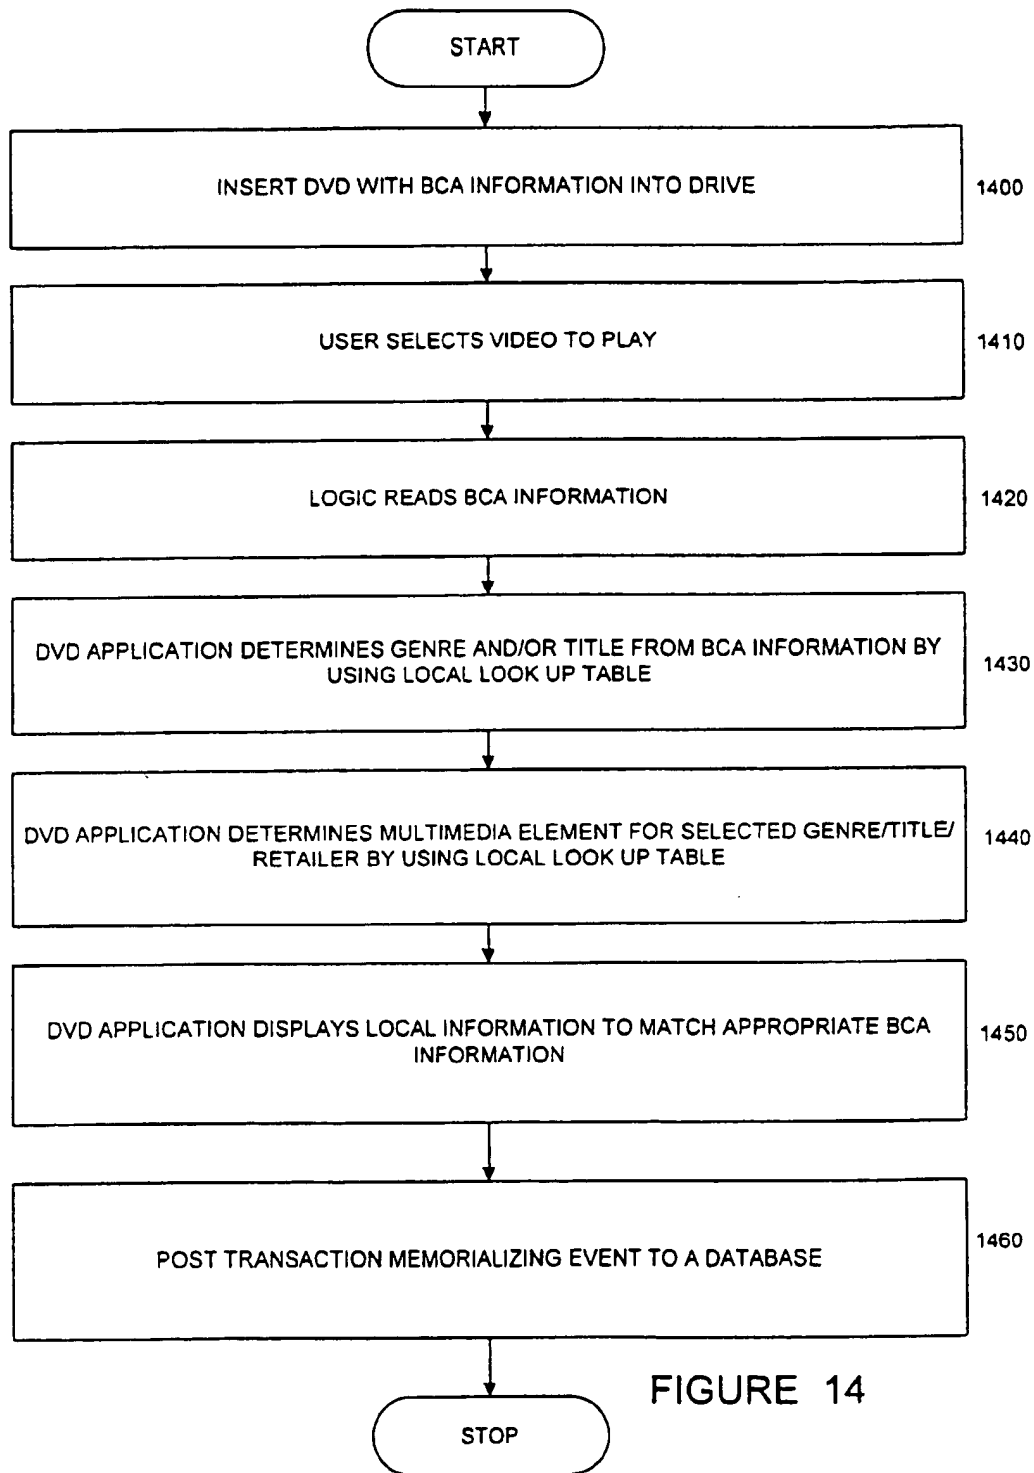 START
INSERT DVD WITH BCA INFORMATION INTO DRIVE
1400
USER SELECTS VIDEO TO PLAY
1410
LOGIC READS BCA INFORMATION
1420
DVD APPLICATION DETERMINES GENRE AND/OR TITLE FROM BCA INFORMATION BY
USING LOCAL LOOK UP TABLE
1430
DVD APPLICATION DETERMINES MULTIMEDIA ELEMENT FOR SELECTED GENRE/TITLE/
RETAILER BY USING LOCAL LOOK UP TABLE
1440
DVD APPLICATION DISPLAYS LOCAL INFORMATION TO MATCH APPROPRIATE BCA
INFORMATION
1450
POST TRANSACTION MEMORIALIZING EVENT TO A DATABASE
1460
FIGURE 14
STOP